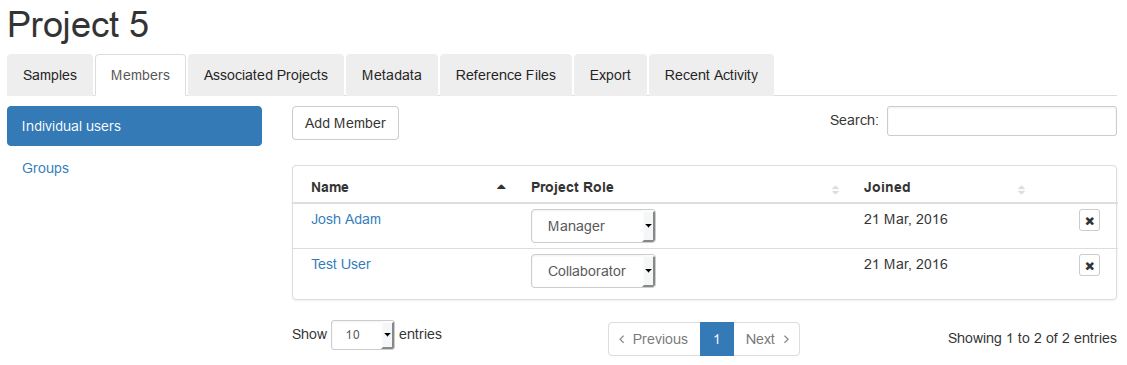 Project 5
Samples Members Associated Projects Metadata Reference Files Export Recent Activity
Individual users
Groups
Add Member Search:
Name Project Role Joined
Josh Adam Manager 21 Mar, 2016
Test User Collaborator 21 Mar, 2016
Show 10 entries Previous 1 Next Showing 1 to 2 of 2 entries